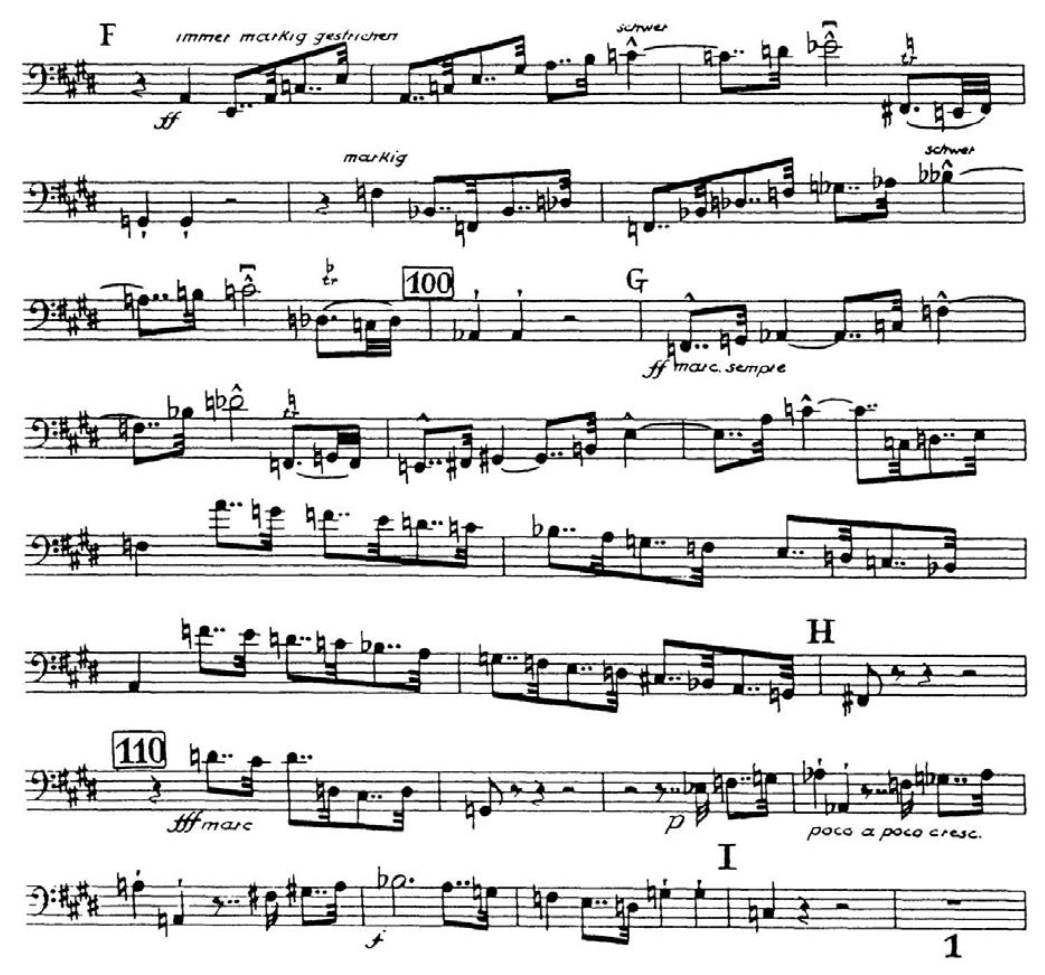 F immer markig gestrichen schwer
ff
markig schwer
tr 100 G
ff marc. sempre
tr
H
110
fff marc p poco a poco cresc.
I
f
1